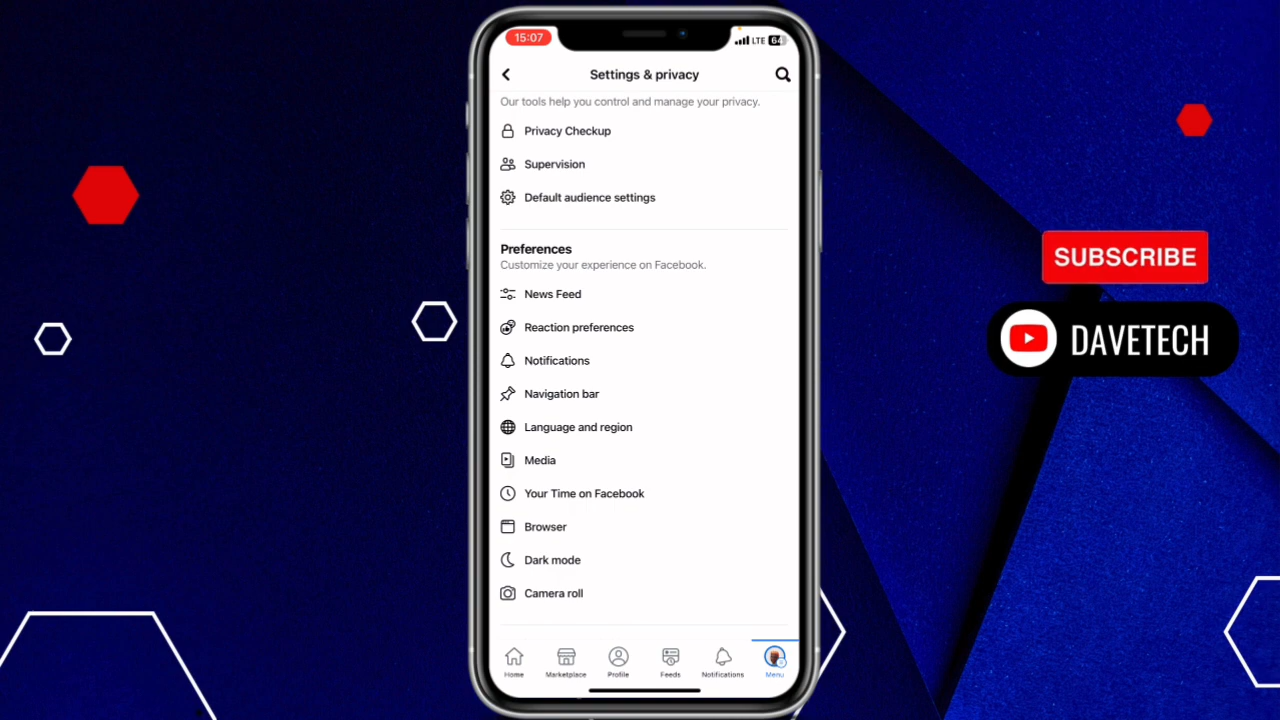 15:07
LTE 64
Settings & privacy
Our tools help you control and manage your privacy.
Privacy Checkup
Supervision
Default audience settings
Preferences
Customize your experience on Facebook.
News Feed
Reaction preferences
Notifications
Navigation bar
Language and region
Media
Your Time on Facebook
Browser
Dark mode
Camera roll
Home
Marketplace
Profile
Feeds
Notifications
Menu
SUBSCRIBE
DAVETECH